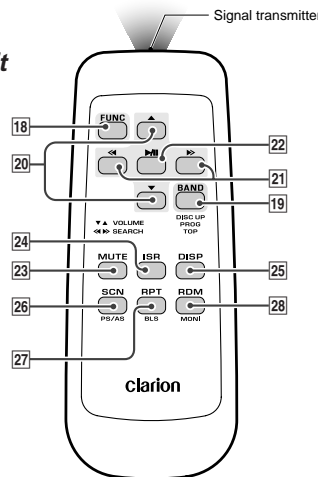 Signal transmitter
it
FUNC
18
22
20
21
BAND
19
DISC UP
PROG
TOP
▼ ▲ VOLUME
SEARCH
24
MUTE ISR DISP
23
25
SCN RPT RDM
26
28
PS/AS BLS MONI
27
clarion